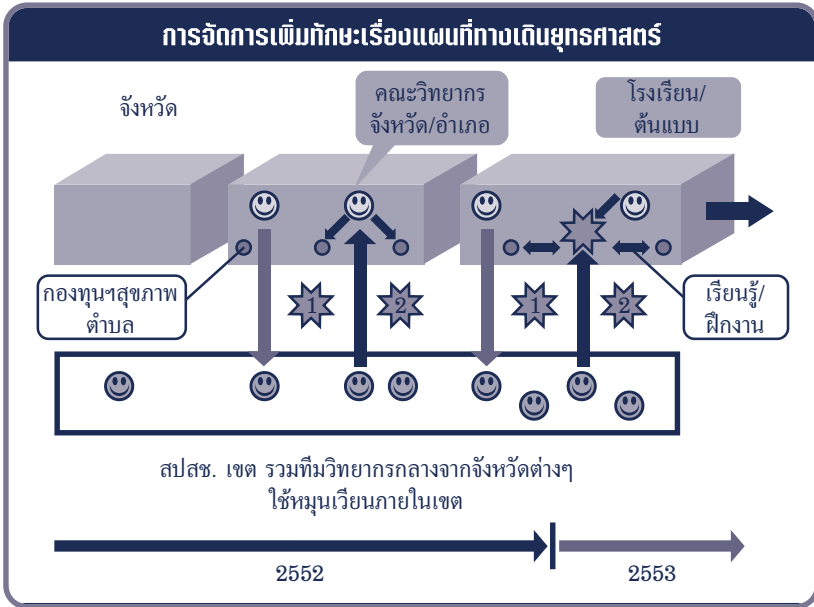 การจัดการเพิ่มทักษะเรื่องแผนที่ทางเดินยุทธศาสตร์
จังหวัด
คณะวิทยากร
จังหวัด/อำเภอ
โรงเรียน/
ต้นแบบ
กองทุนฯสุขภาพ
ตำบล
1
2
1
2
เรียนรู้/
ฝึกงาน
สปสช. เขต รวมทีมวิทยากรกลางจากจังหวัดต่างๆ
ใช้หมุนเวียนภายในเขต
2552
2553